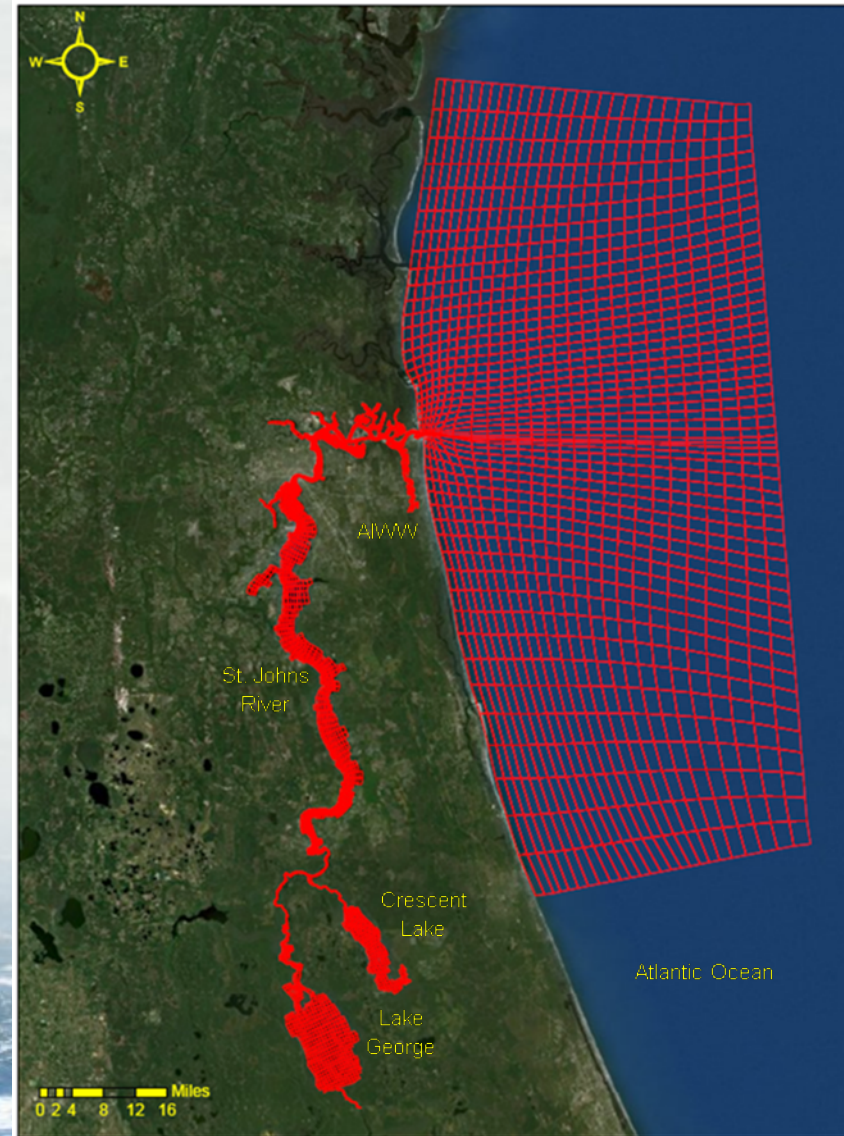 N
W E
S
AIWW
St. Johns
River
Crescent
Lake
Atlantic Ocean
Lake
George
Miles
0 2 4 8 12 16